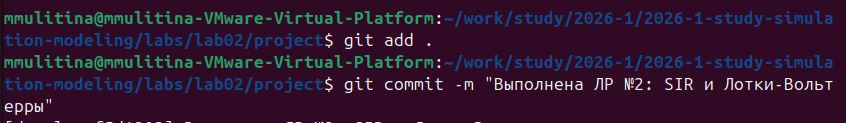 mmulitina@mmulitina-VMware-Virtual-Platform:~/work/study/2026-1/2026-1-study-simula
tion-modeling/labs/lab02/project$ git add .
mmulitina@mmulitina-VMware-Virtual-Platform:~/work/study/2026-1/2026-1-study-simula
tion-modeling/labs/lab02/project$ git commit -m "Выполнена ЛР №2: SIR и Лотки-Вольт
ерры"